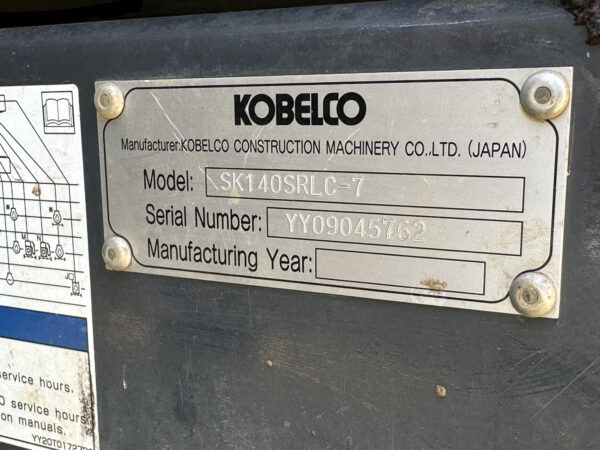 KOBELCO
Manufacturer:KOBELCO CONSTRUCTION MACHINERY CO.,LTD. (JAPAN)
Model: SK140SRLC-7
Serial Number: YY09045762
Manufacturing Year:
M N
service hours.
service hours
on manuals.